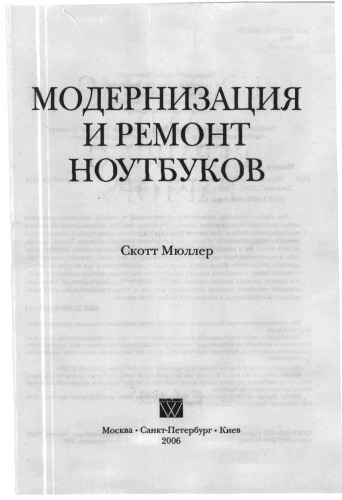 МОДЕРНИЗАЦИЯ
И РЕМОНТ
НОУТБУКОВ
Скотт Мюллер
W
Москва • Санкт-Петербург • Киев
2006